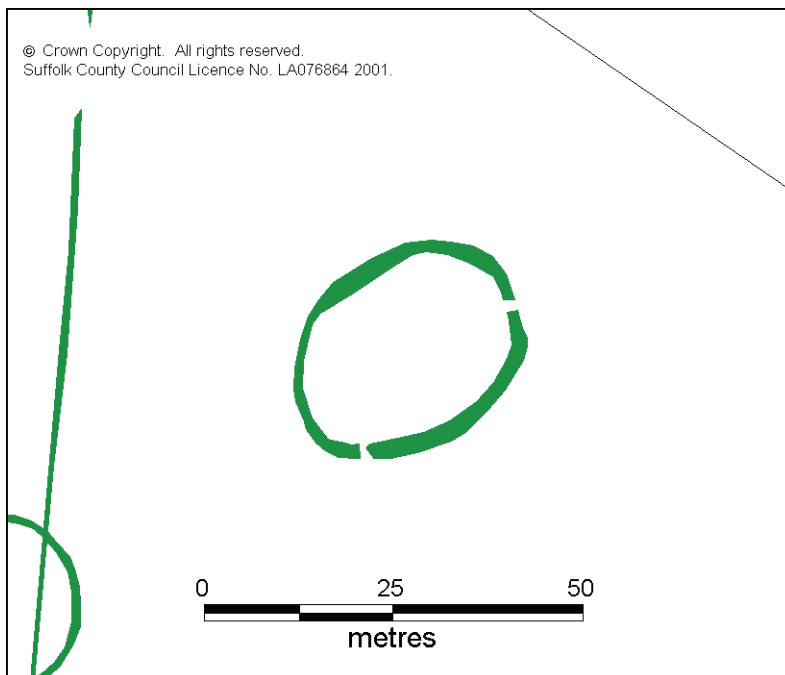 © Crown Copyright. All rights reserved.
Suffolk County Council Licence No. LA076864 2001.
0 25 50
metres